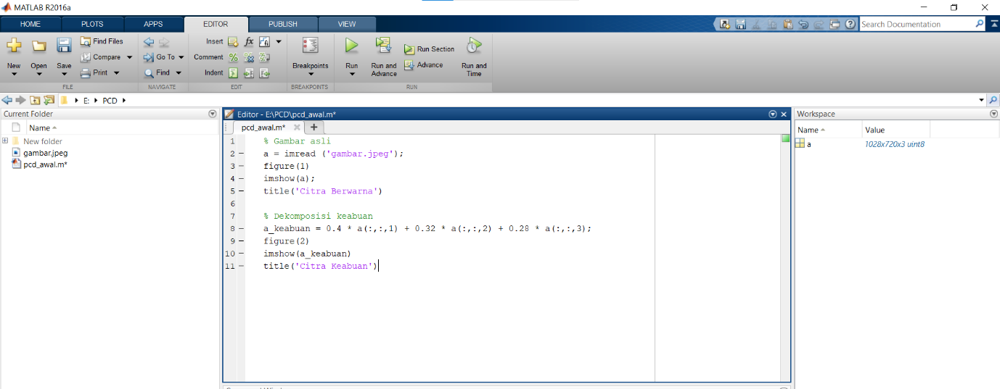 MATLAB R2016a
HOME PLOTS APPS EDITOR PUBLISH VIEW
Search Documentation
New Open Save Find Files Compare Print
Go To Find
Insert fx
Comment
Indent
Breakpoints
Run Run and Advance Run Section Advance Run and Time
FILE NAVIGATE EDIT BREAKPOINTS RUN
E: PCD
Current Folder
Name
New folder
gambar.jpeg
pcd_awal.m*
Editor - E:\PCD\pcd_awal.m*
pcd_awal.m*
1 % Gambar asli
2 – a = imread ('gambar.jpeg');
3 – figure(1)
4 – imshow(a);
5 – title('Citra Berwarna')
6
7 % Dekomposisi keabuan
8 – a_keabuan = 0.4 * a(:,:,1) + 0.32 * a(:,:,2) + 0.28 * a(:,:,3);
9 – figure(2)
10 – imshow(a_keabuan)
11 – title('Citra Keabuan')
Workspace
Name Value
a 1028x720x3 uint8